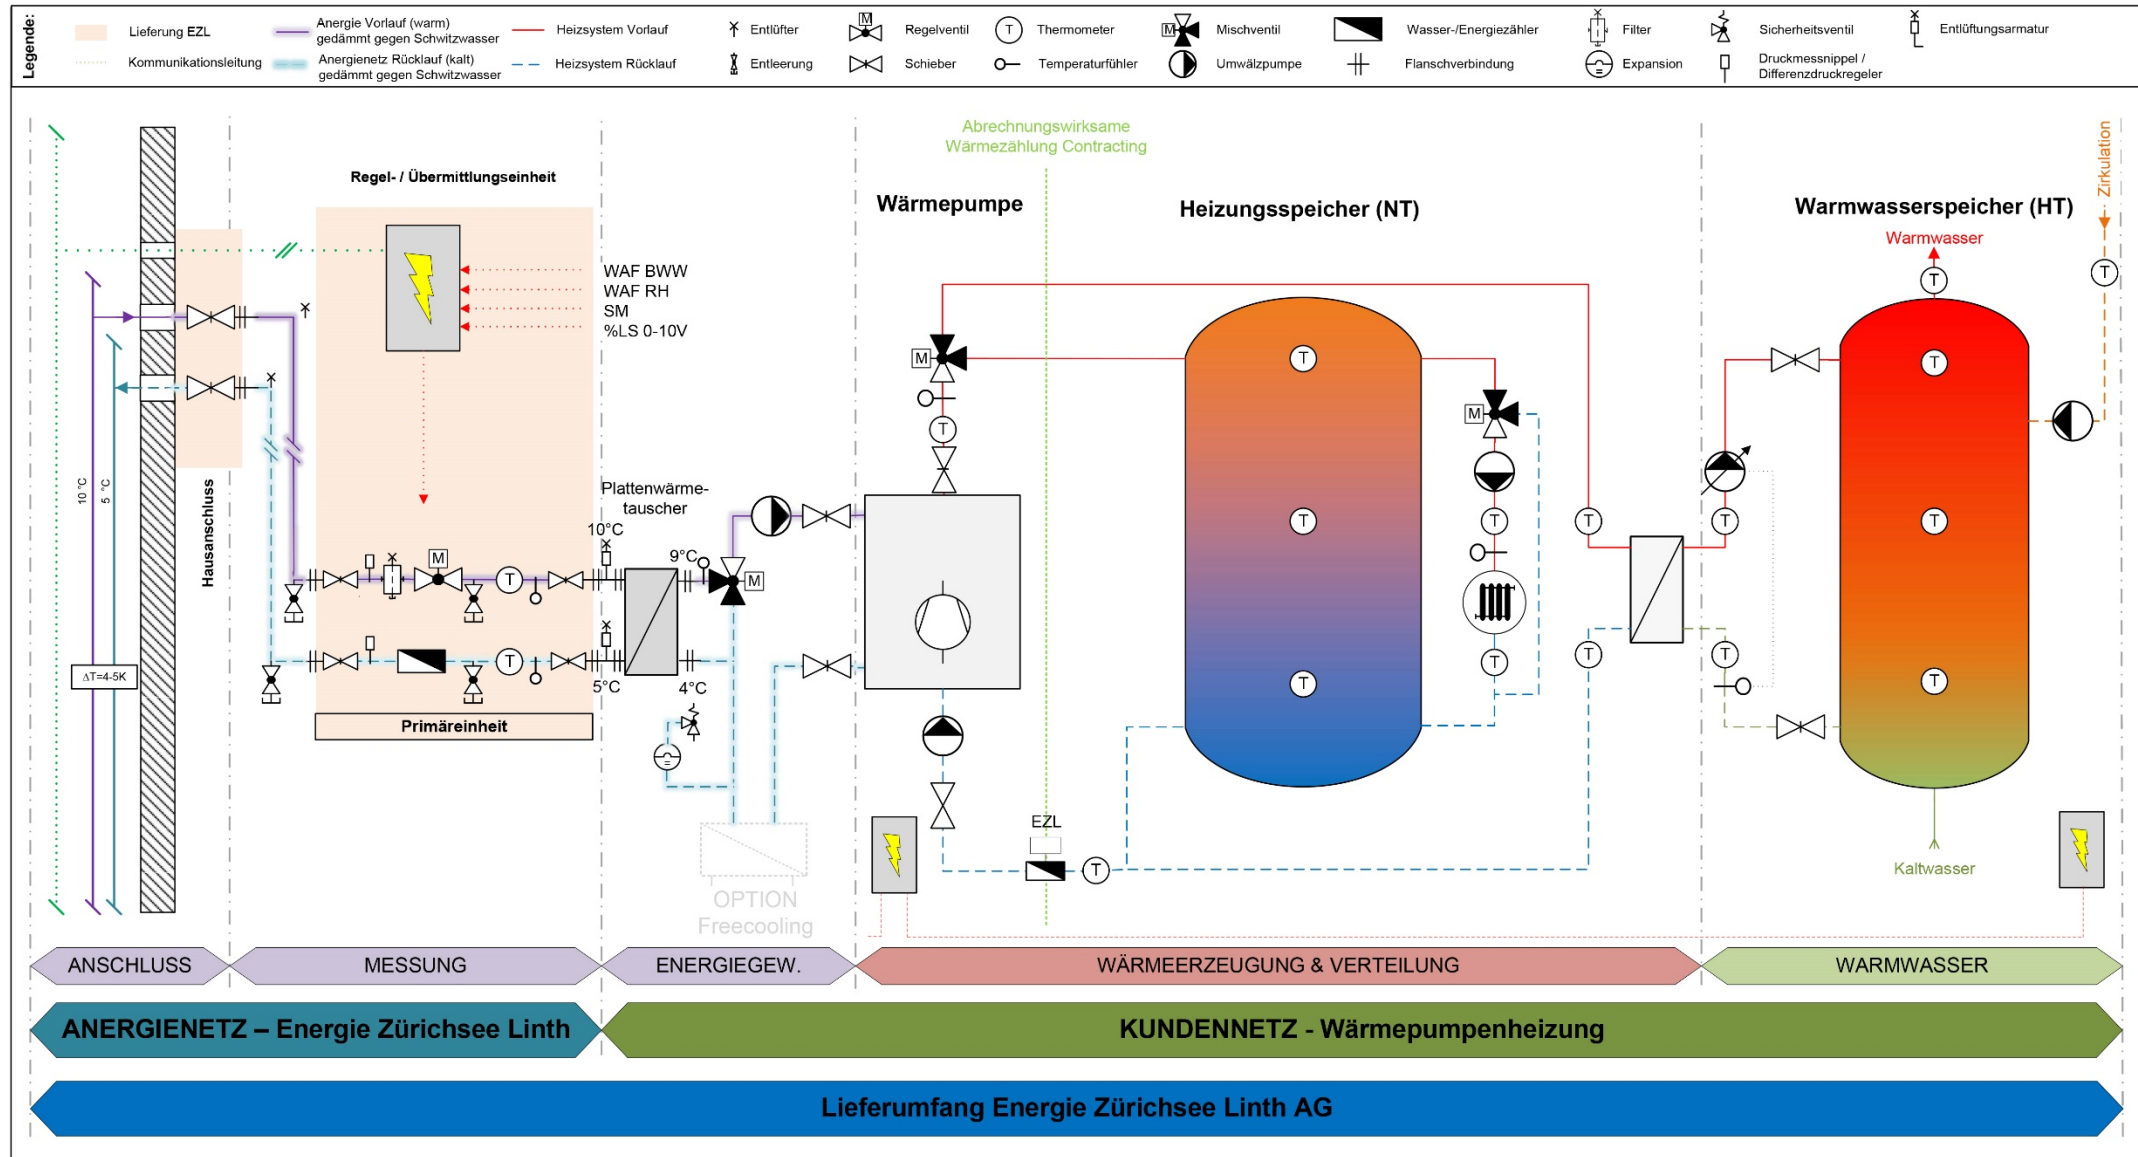 Legende:
Lieferung EZL
Anergie Vorlauf (warm)
gedämmt gegen Schwitzwasser
Heizsystem Vorlauf
Entlüfter
M
Regelventil
T
Thermometer
M
Mischventil
Wasser-/Energiezähler
Filter
Sicherheitsventil
Entlüftungsarmatur
Kommunikationsleitung
Anergienetz Rücklauf (kalt)
gedämmt gegen Schwitzwasser
Heizsystem Rücklauf
Entleerung
Schieber
Temperaturfühler
Umwälzpumpe
Flanschverbindung
Expansion
Druckmessnippel /
Differenzdruckregeler
Abrechnungswirksame
Wärmezählung Contracting
Zirkulation
Regel- / Übermittlungseinheit
Wärmepumpe
Heizungsspeicher (NT)
Warmwasserspeicher (HT)
Warmwasser
T
T
WAF BWW
WAF RH
SM
%LS 0-10V
M
T
T
M
T
10 °C
5 °C
Hausanschluss
Plattenwärme-
tauscher
10°C
9°C
M
T
M
T
T
T
T
T
T
T
5°C
4°C
T
T
T
T
T
ΔT=4-5K
Primäreinheit
EZL
T
Kaltwasser
OPTION
Freecooling
ANSCHLUSS
MESSUNG
ENERGIEGEW.
WÄRMEERZEUGUNG & VERTEILUNG
WARMWASSER
ANERGIENETZ – Energie Zürichsee Linth
KUNDENNETZ - Wärmepumpenheizung
Lieferumfang Energie Zürichsee Linth AG